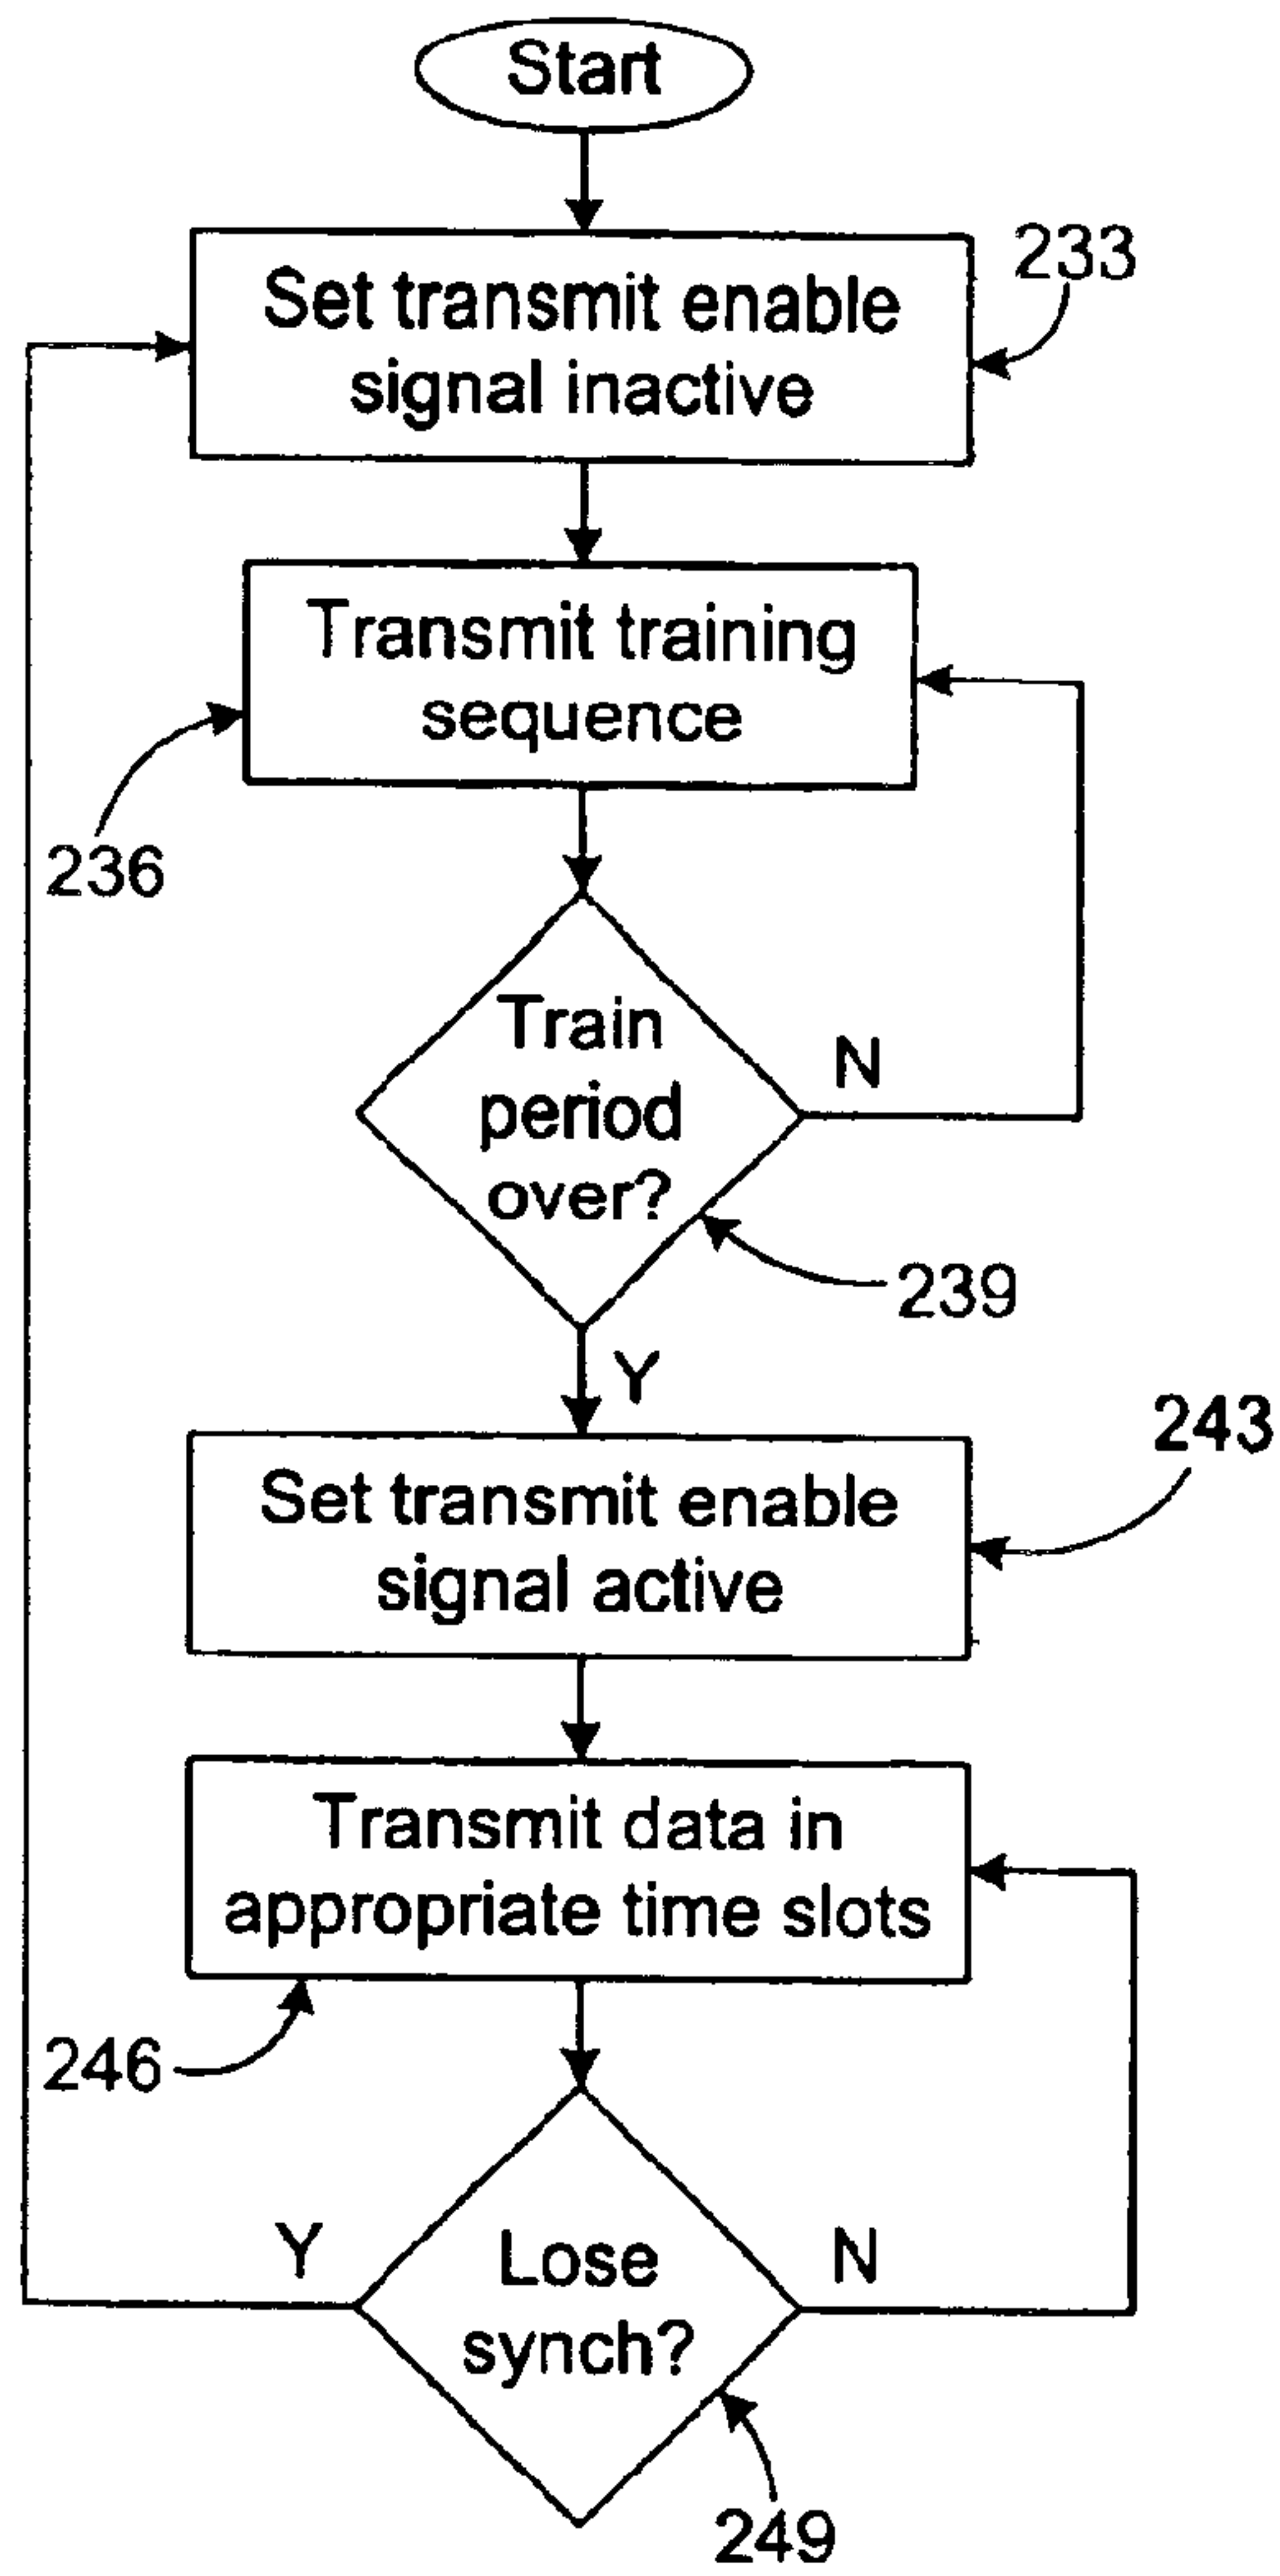 Start
233
Set transmit enable
signal inactive
Transmit training
sequence
236
Train
period
over?
N
239
Y
243
Set transmit enable
signal active
Transmit data in
appropriate time slots
246
Y
Lose
synch?
N
249